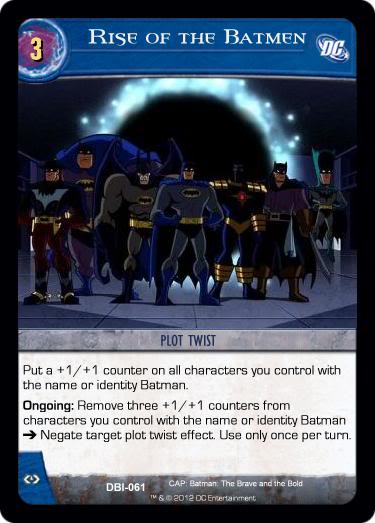 3
RISE OF THE BATMEN
DC
PLOT TWIST
Put a +1/+1 counter on all characters you control with
the name or identity Batman.
Ongoing: Remove three +1/+1 counters from
characters you control with the name or identity Batman
➔ Negate target plot twist effect. Use only once per turn.
DBI-061
CAP: Batman: The Brave and the Bold
™ & © 2012 DC Entertainment